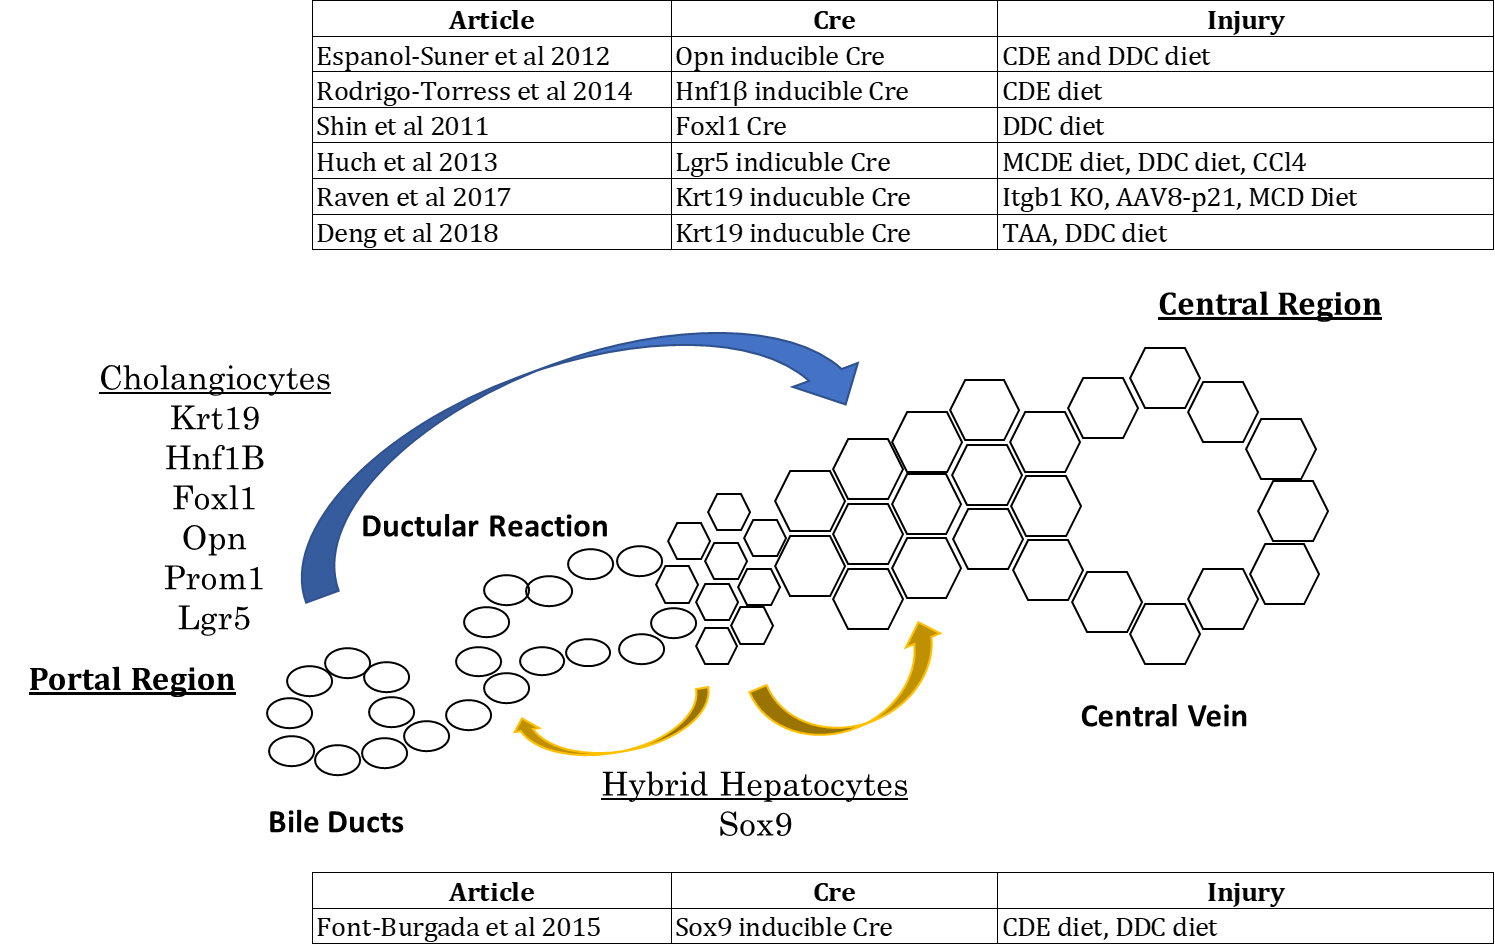 Article Cre Injury
Espanol-Suner et al 2012 Opn inducible Cre CDE and DDC diet
Rodrigo-Torress et al 2014 Hnf1β inducible Cre CDE diet
Shin et al 2011 Foxl1 Cre DDC diet
Huch et al 2013 Lgr5 indicuble Cre MCDE diet, DDC diet, CCl4
Raven et al 2017 Krt19 inducuble Cre Itgb1 KO, AAV8-p21, MCD Diet
Deng et al 2018 Krt19 inducuble Cre TAA, DDC diet
Central Region
Cholangiocytes
Krt19
Hnf1B
Foxl1
Opn
Prom1
Lgr5
Ductular Reaction
Portal Region
Central Vein
Hybrid Hepatocytes
Sox9
Bile Ducts
Article Cre Injury
Font-Burgada et al 2015 Sox9 inducible Cre CDE diet, DDC diet